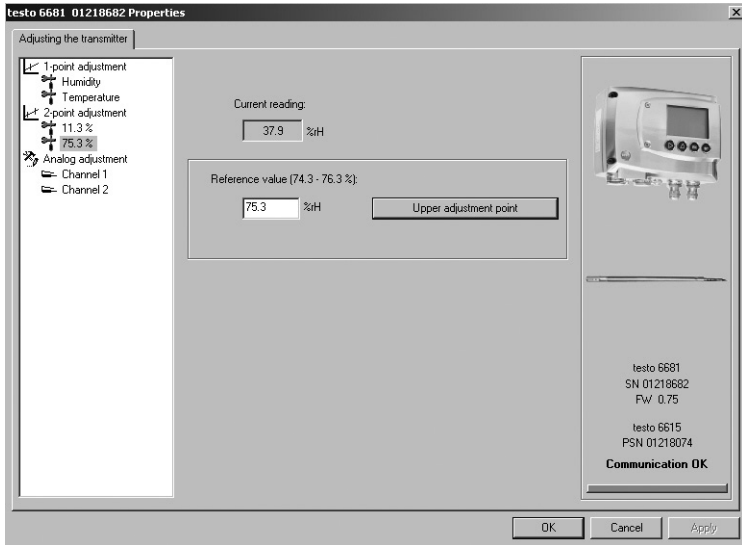 testo 6681 01218682 Properties
Adjusting the transmitter
1-point adjustment
Humidity
Temperature
2-point adjustment
11.3 %
75.3 %
Analog adjustment
Channel 1
Channel 2
Current reading:
37.9 %rH
Reference value (74.3 - 76.3 %):
75.3 %rH Upper adjustment point
testo 6681
SN 01218682
FW 0.75
testo 6615
PSN 01218074
Communication OK
OK Cancel Apply